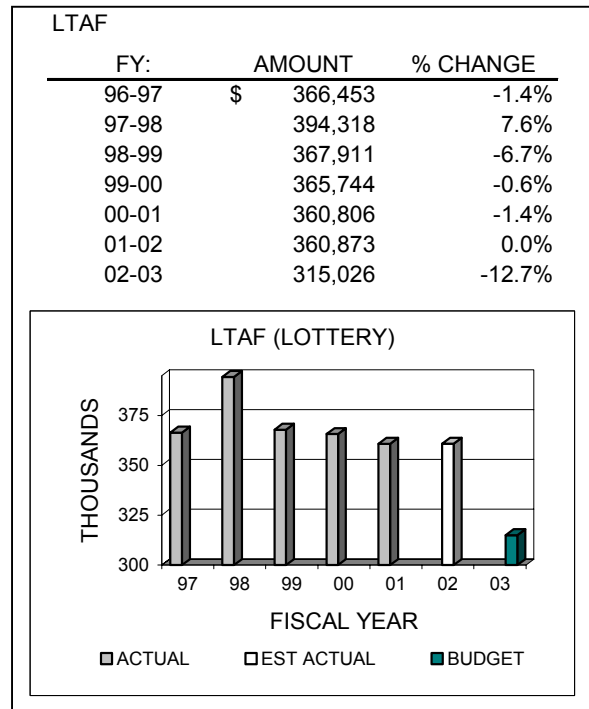 LTAF
FY: AMOUNT % CHANGE
96-97 $ 366,453 -1.4%
97-98 394,318 7.6%
98-99 367,911 -6.7%
99-00 365,744 -0.6%
00-01 360,806 -1.4%
01-02 360,873 0.0%
02-03 315,026 -12.7%
LTAF (LOTTERY)
THOUSANDS
375
350
325
300
97 98 99 00 01 02 03
FISCAL YEAR
ACTUAL EST ACTUAL BUDGET